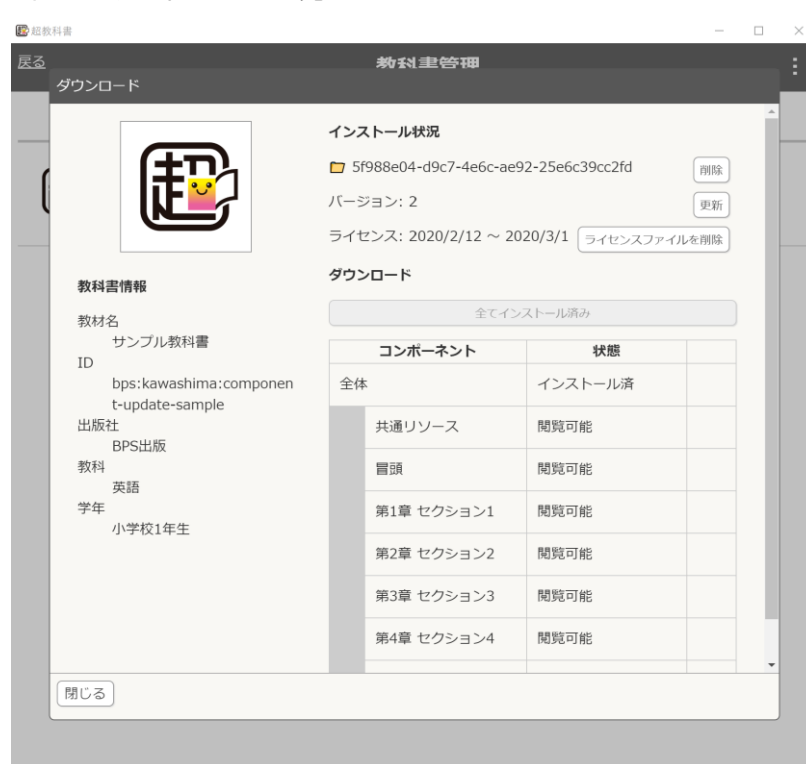 超教科書
戻る
教科書管理
ダウンロード
インストール状況
5f988e04-d9c7-4e6c-ae92-25e6c39cc2fd
削除
バージョン: 2
更新
ライセンス: 2020/2/12 ～ 2020/3/1
ライセンスファイルを削除
ダウンロード
全てインストール済み
コンポーネント 状態
全体 インストール済
共通リソース 閲覧可能
冒頭 閲覧可能
第1章 セクション1 閲覧可能
第2章 セクション2 閲覧可能
第3章 セクション3 閲覧可能
第4章 セクション4 閲覧可能
超
教科書情報
教材名
サンプル教科書
ID
bps:kawashima:componen
t-update-sample
出版社
BPS出版
教科
英語
学年
小学校1年生
閉じる